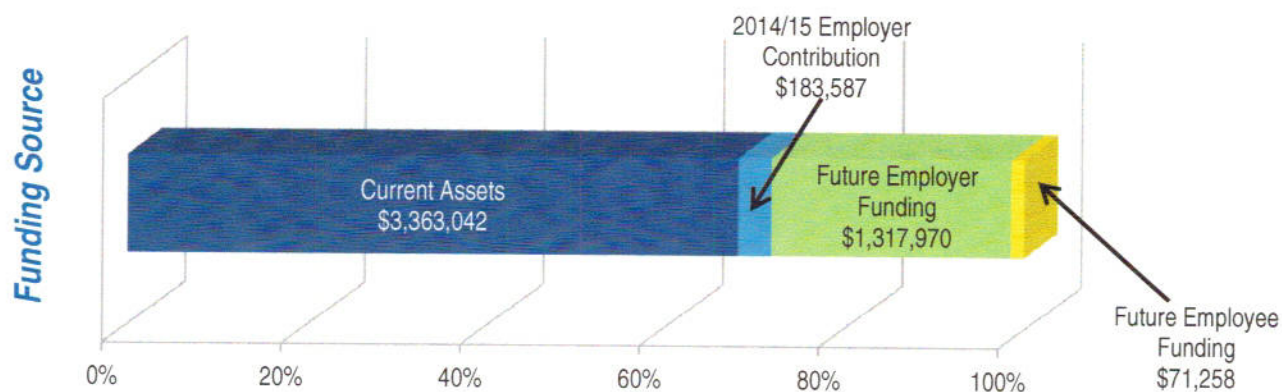 Funding Source
2014/15 Employer
Contribution
$183,587
Current Assets
$3,363,042
Future Employer
Funding
$1,317,970
Future Employee
Funding
$71,258
0%
20%
40%
60%
80%
100%